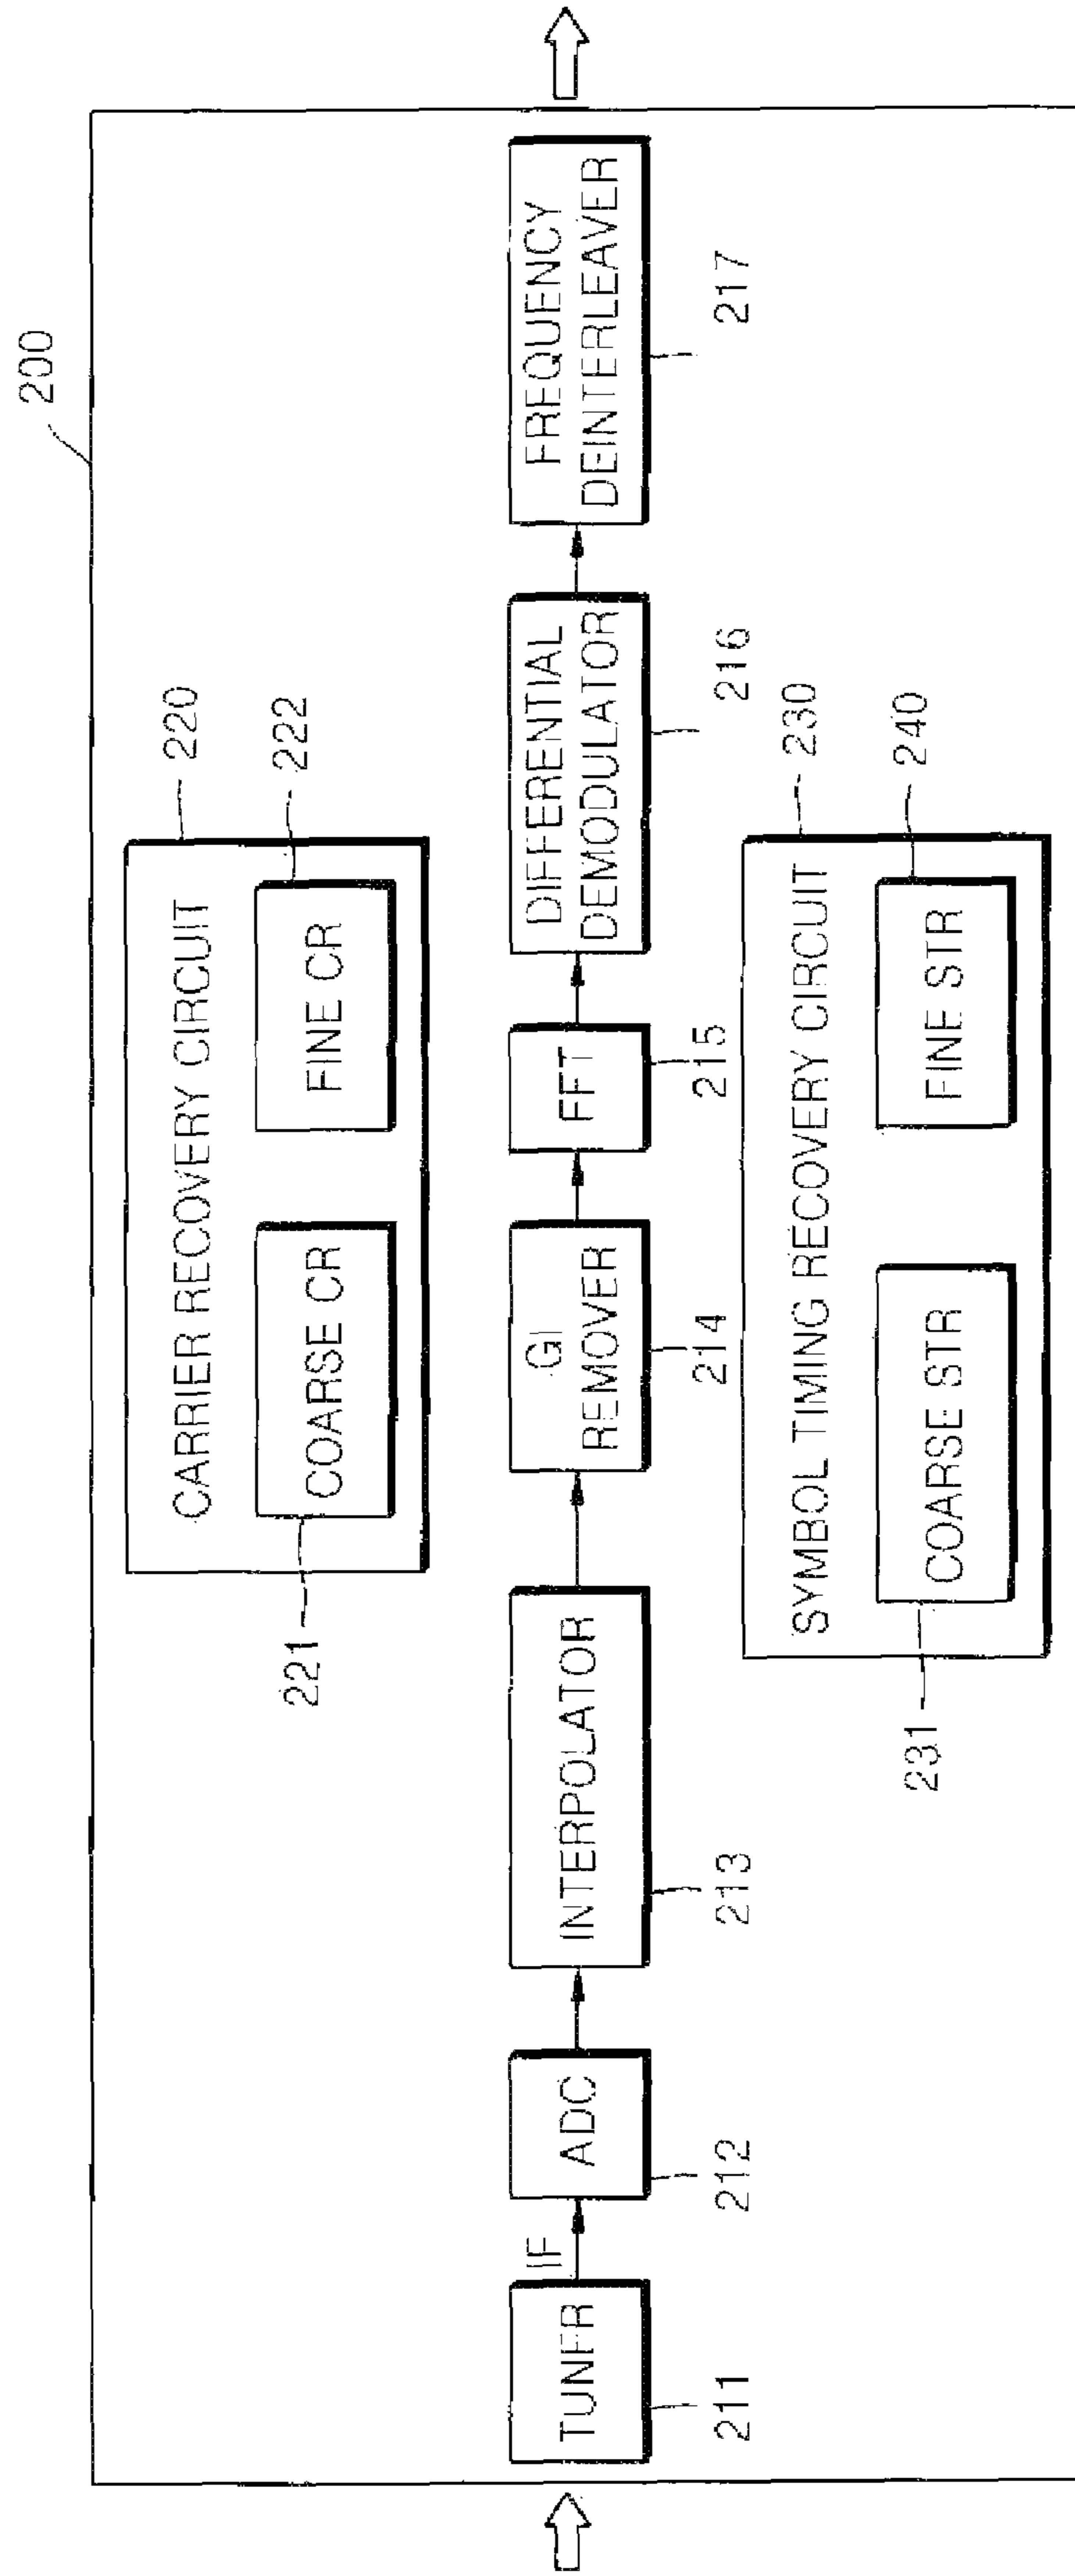 200
CARRIER RECOVERY CIRCUIT
220
COARSE CR
221
FINE CR
222
TUNER
211
IF
ADC
212
INTERPOLATOR
213
GI
REMOVER
214
FFT
215
DIFFERENTIAL
DEMODULATOR
216
FREQUENCY
DEINTERLEAVER
217
SYMBOL TIMING RECOVERY CIRCUIT
230
COARSE STR
231
FINE STR
240